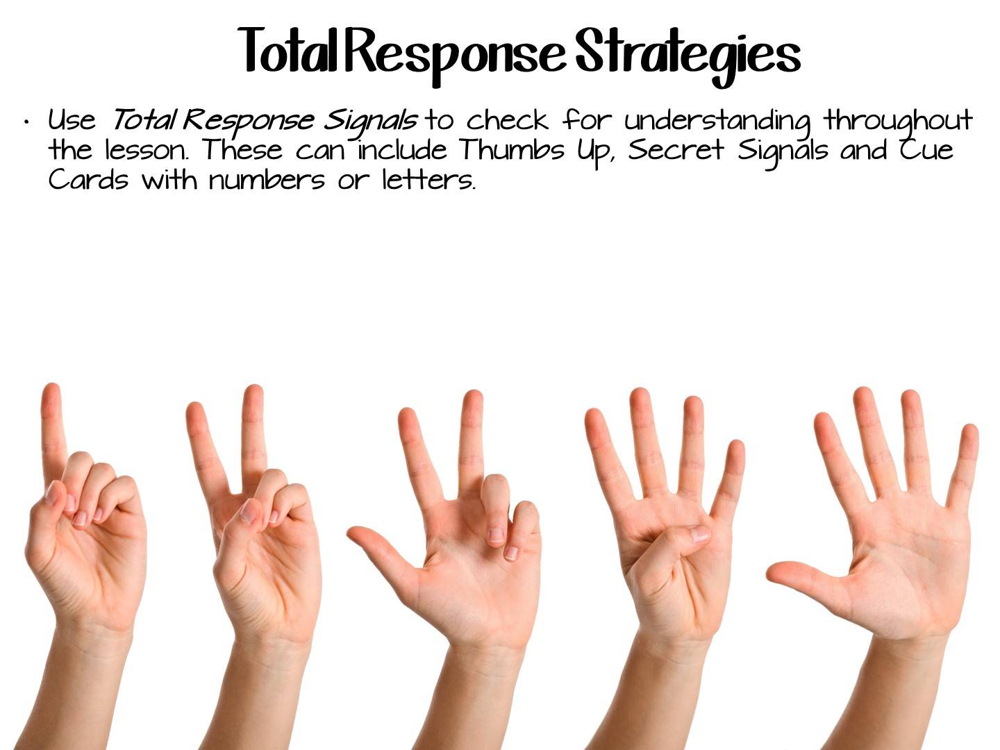 Total Response Strategies
• Use Total Response Signals to check for understanding throughout
the lesson. These can include Thumbs Up, Secret Signals and Cue
Cards with numbers or letters.